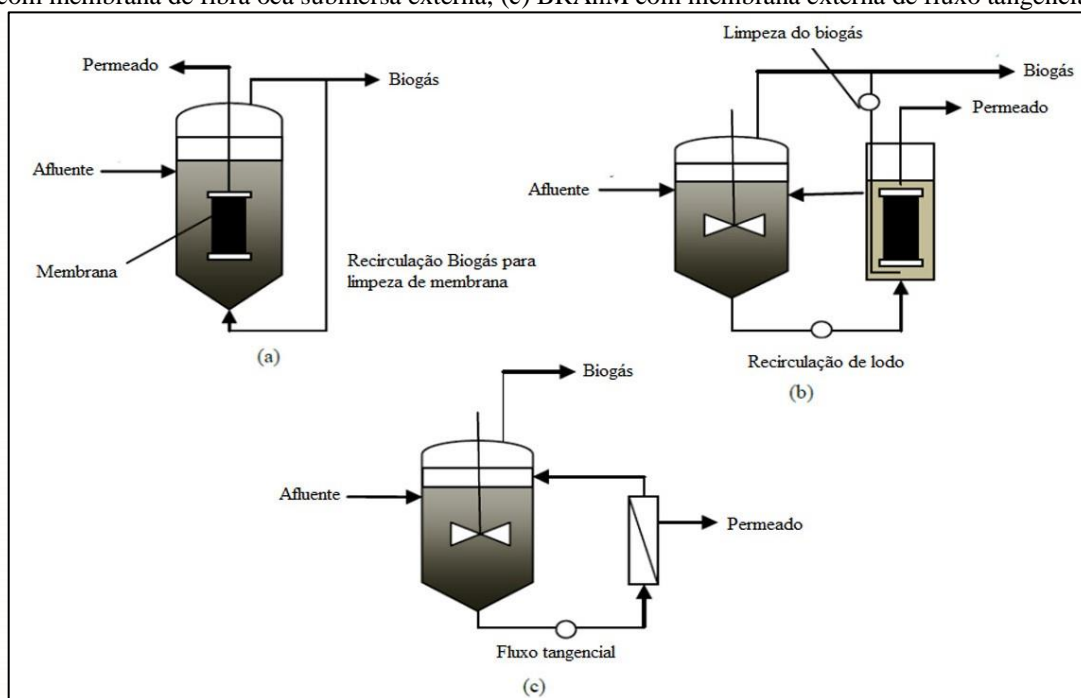 com membrana de fibra oca submersa externa; (c) BRAnM com membrana externa de fluxo tangencial
Limpeza do biogás
Permeado
Biogás
Biogás
Permeado
Afluente
Afluente
Membrana
Recirculação Biogás para
limpeza de membrana
(a)
Recirculação de lodo
(b)
Biogás
Afluente
Permeado
Fluxo tangencial
(c)